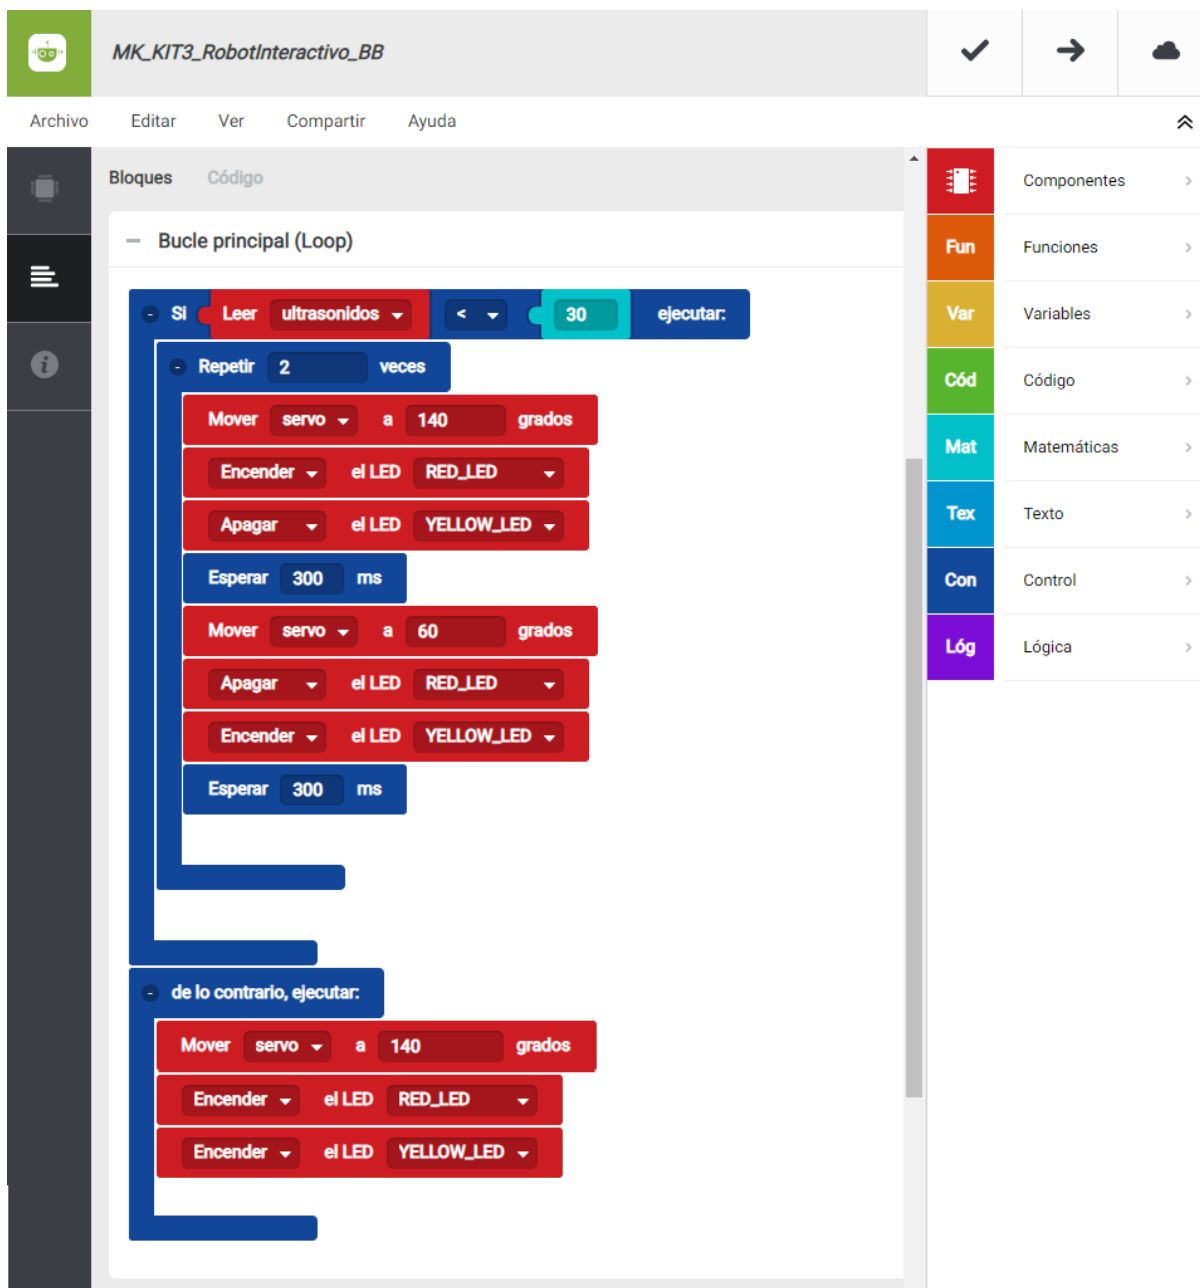 MK_KIT3_RobotInteractivo_BB
Archivo Editar Ver Compartir Ayuda
Bloques Código
Bucle principal (Loop)
- Si Leer ultrasonidos < 30 ejecutar:
- Repetir 2 veces
Mover servo a 140 grados
Encender el LED RED_LED
Apagar el LED YELLOW_LED
Esperar 300 ms
Mover servo a 60 grados
Apagar el LED RED_LED
Encender el LED YELLOW_LED
Esperar 300 ms
- de lo contrario, ejecutar:
Mover servo a 140 grados
Encender el LED RED_LED
Encender el LED YELLOW_LED
Componentes
Fun Funciones
Var Variables
Cód Código
Mat Matemáticas
Tex Texto
Con Control
Lóg Lógica